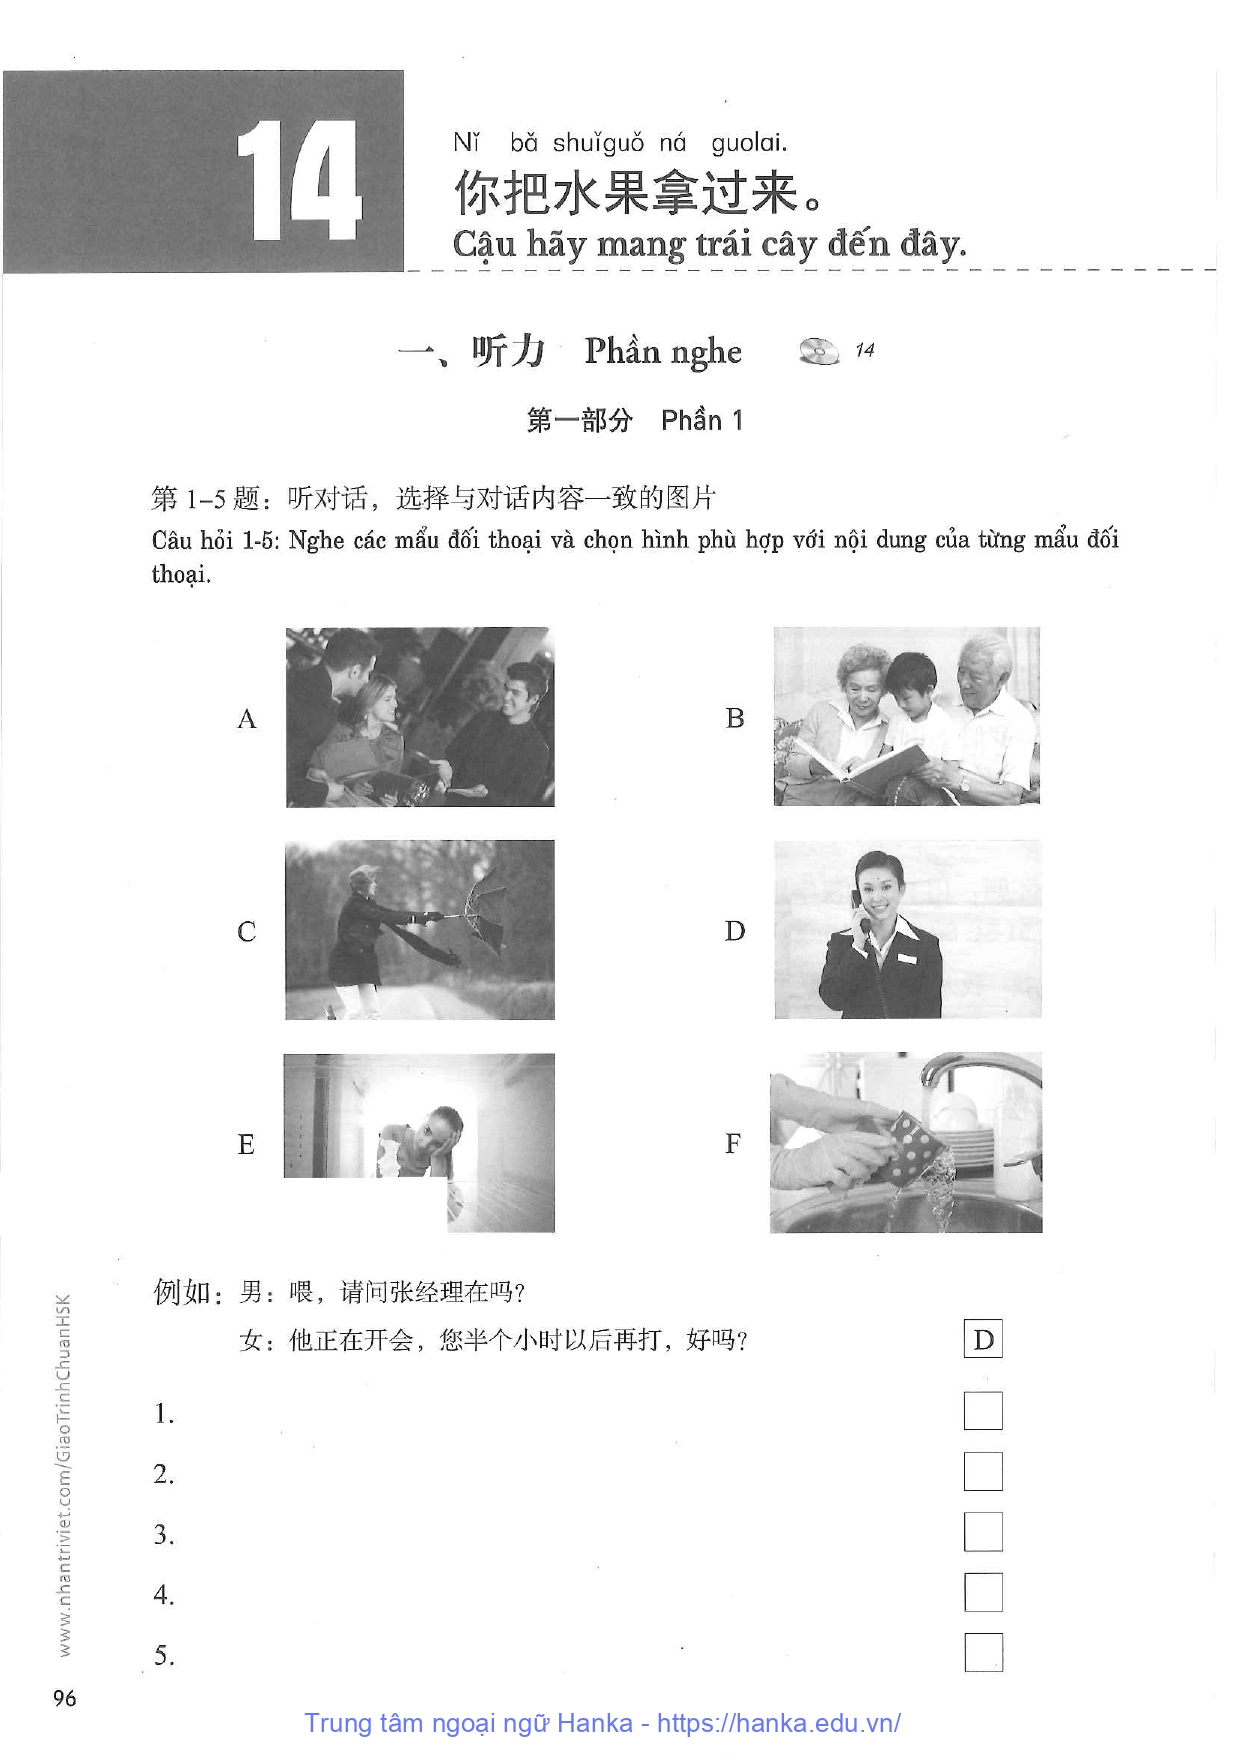 14
Nǐ bǎ shuǐguǒ ná guolai.
你把水果拿过来。
Cậu hãy mang trái cây đến đây.
一、听力 Phần nghe 14
第一部分 Phần 1
第 1–5 题：听对话，选择与对话内容一致的图片
Câu hỏi 1-5: Nghe các mẩu đối thoại và chọn hình phù hợp với nội dung của từng mẩu đối
thoại.
A
B
C
D
E
F
例如：男：喂，请问张经理在吗？
女：他正在开会，您半个小时以后再打，好吗？ D
1.
2.
3.
4.
5.
www.nhantriviet.com/GiaoTrinhChuanHSK
96
Trung tâm ngoại ngữ Hanka - https://hanka.edu.vn/